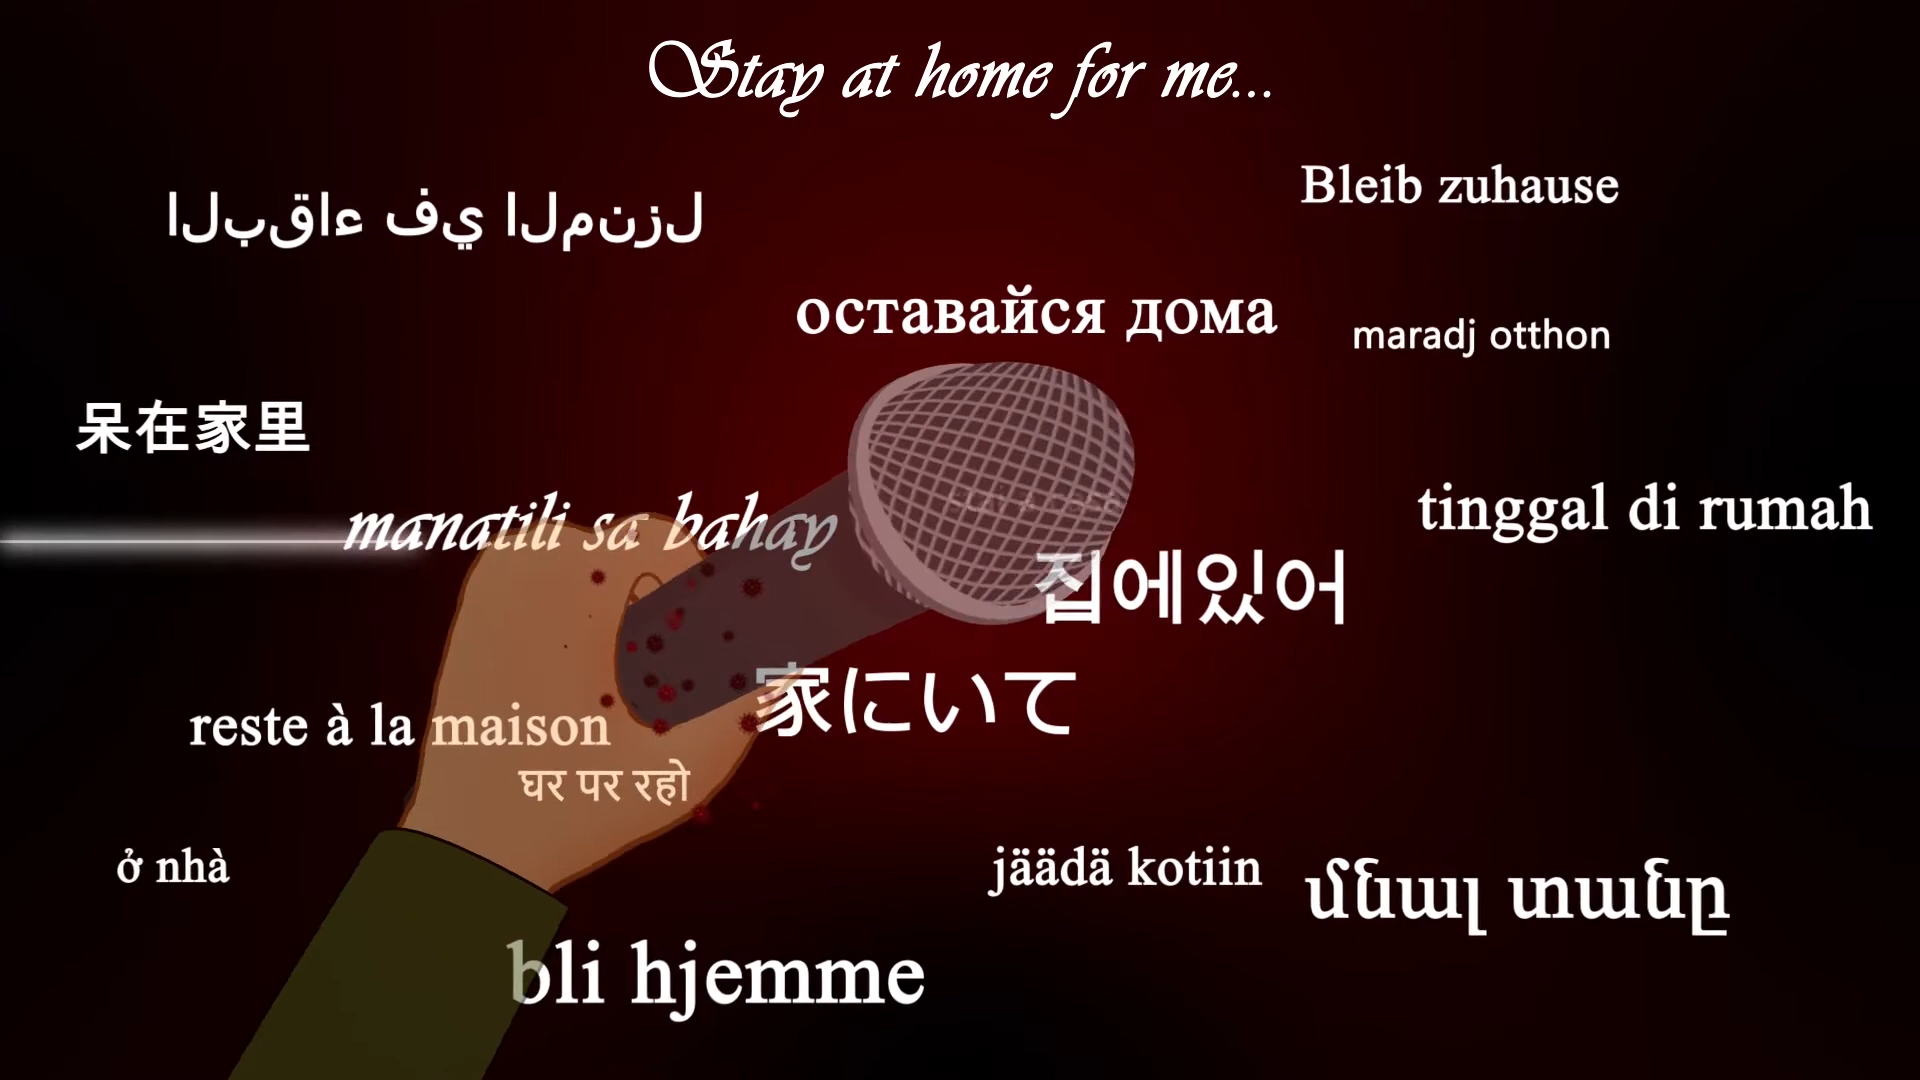 Stay at home for me...
Bleib zuhause
البقاء في المنزل
оставайся дома
maradj otthon
呆在家里
tinggal di rumah
manatili sa bahay
집에있어
家にいて
reste à la maison
घर पर रहो
ở nhà
jäädä kotiin
մնալ տանը
bli hjemme